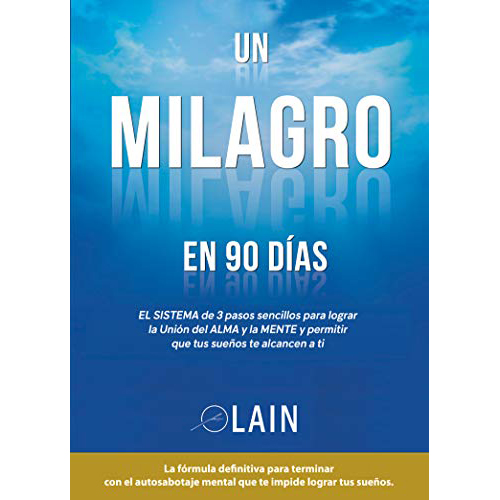 UN
MILAGRO
EN 90 DÍAS
EL SISTEMA de 3 pasos sencillos para lograr
la Unión del ALMA y la MENTE y permitir
que tus sueños te alcancen a ti
LAIN
La fórmula definitiva para terminar
con el autosabotaje mental que te impide lograr tus sueños.